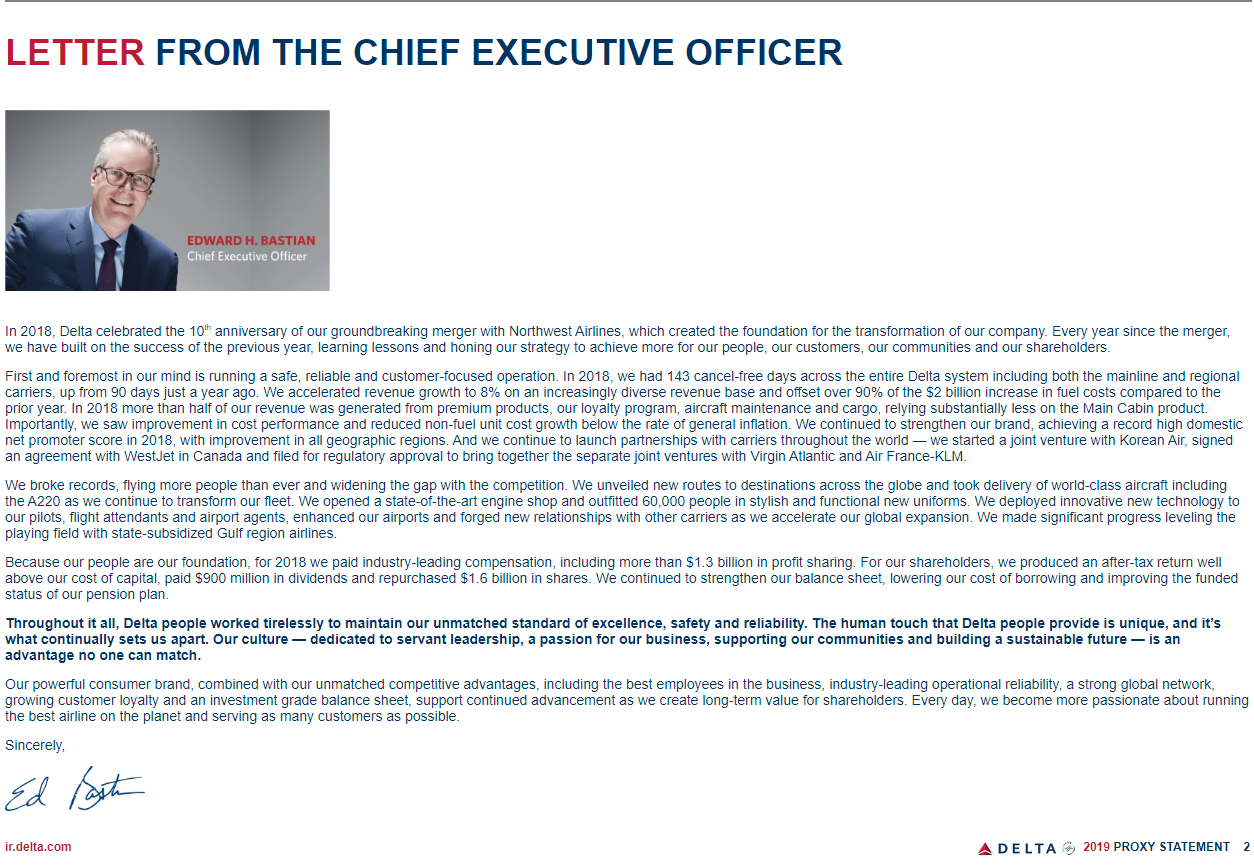 LETTER FROM THE CHIEF EXECUTIVE OFFICER
EDWARD H. BASTIAN
Chief Executive Officer
In 2018, Delta celebrated the 10th anniversary of our groundbreaking merger with Northwest Airlines, which created the foundation for the transformation of our company. Every year since the merger,
we have built on the success of the previous year, learning lessons and honing our strategy to achieve more for our people, our customers, our communities and our shareholders.
First and foremost in our mind is running a safe, reliable and customer-focused operation. In 2018, we had 143 cancel-free days across the entire Delta system including both the mainline and regional
carriers, up from 90 days just a year ago. We accelerated revenue growth to 8% on an increasingly diverse revenue base and offset over 90% of the $2 billion increase in fuel costs compared to the
prior year. In 2018 more than half of our revenue was generated from premium products, our loyalty program, aircraft maintenance and cargo, relying substantially less on the Main Cabin product.
Importantly, we saw improvement in cost performance and reduced non-fuel unit cost growth below the rate of general inflation. We continued to strengthen our brand, achieving a record high domestic
net promoter score in 2018, with improvement in all geographic regions. And we continue to launch partnerships with carriers throughout the world — we started a joint venture with Korean Air, signed
an agreement with WestJet in Canada and filed for regulatory approval to bring together the separate joint ventures with Virgin Atlantic and Air France-KLM.
We broke records, flying more people than ever and widening the gap with the competition. We unveiled new routes to destinations across the globe and took delivery of world-class aircraft including
the A220 as we continue to transform our fleet. We opened a state-of-the-art engine shop and outfitted 60,000 people in stylish and functional new uniforms. We deployed innovative new technology to
our pilots, flight attendants and airport agents, enhanced our airports and forged new relationships with other carriers as we accelerate our global expansion. We made significant progress leveling the
playing field with state-subsidized Gulf region airlines.
Because our people are our foundation, for 2018 we paid industry-leading compensation, including more than $1.3 billion in profit sharing. For our shareholders, we produced an after-tax return well
above our cost of capital, paid $900 million in dividends and repurchased $1.6 billion in shares. We continued to strengthen our balance sheet, lowering our cost of borrowing and improving the funded
status of our pension plan.
Throughout it all, Delta people worked tirelessly to maintain our unmatched standard of excellence, safety and reliability. The human touch that Delta people provide is unique, and it's
what continually sets us apart. Our culture — dedicated to servant leadership, a passion for our business, supporting our communities and building a sustainable future — is an
advantage no one can match.
Our powerful consumer brand, combined with our unmatched competitive advantages, including the best employees in the business, industry-leading operational reliability, a strong global network,
growing customer loyalty and an investment grade balance sheet, support continued advancement as we create long-term value for shareholders. Every day, we become more passionate about running
the best airline on the planet and serving as many customers as possible.
Sincerely,
Ed Bastian
ir.delta.com
DELTA 2019 PROXY STATEMENT 2